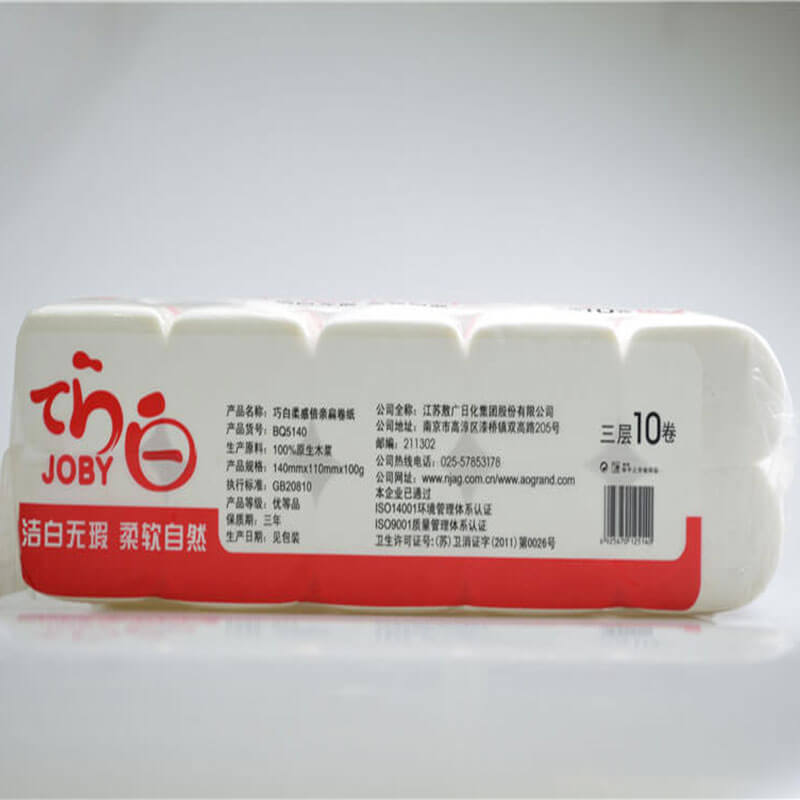 巧白
JOBY
洁白无瑕 柔软自然
产品名称：巧白柔感倍亲扁卷纸
产品货号：BQ5140
生产原料：100%原生木浆
产品规格：140mmx110mmx100g
执行标准：GB20810
产品等级：优等品
保质期：三年
生产日期：见包装
公司全称：江苏敖广日化集团股份有限公司
公司地址：南京市高淳区漆桥镇双高路205号
邮编：211302
公司热线电话：025-57853178
公司网址：www.njag.com.cn/www.aogrand.com
本企业已通过
ISO14001环境管理体系认证
ISO9001质量管理体系认证
卫生许可证号:(苏)卫消证字(2011)第0026号
三层10卷
6925670125140